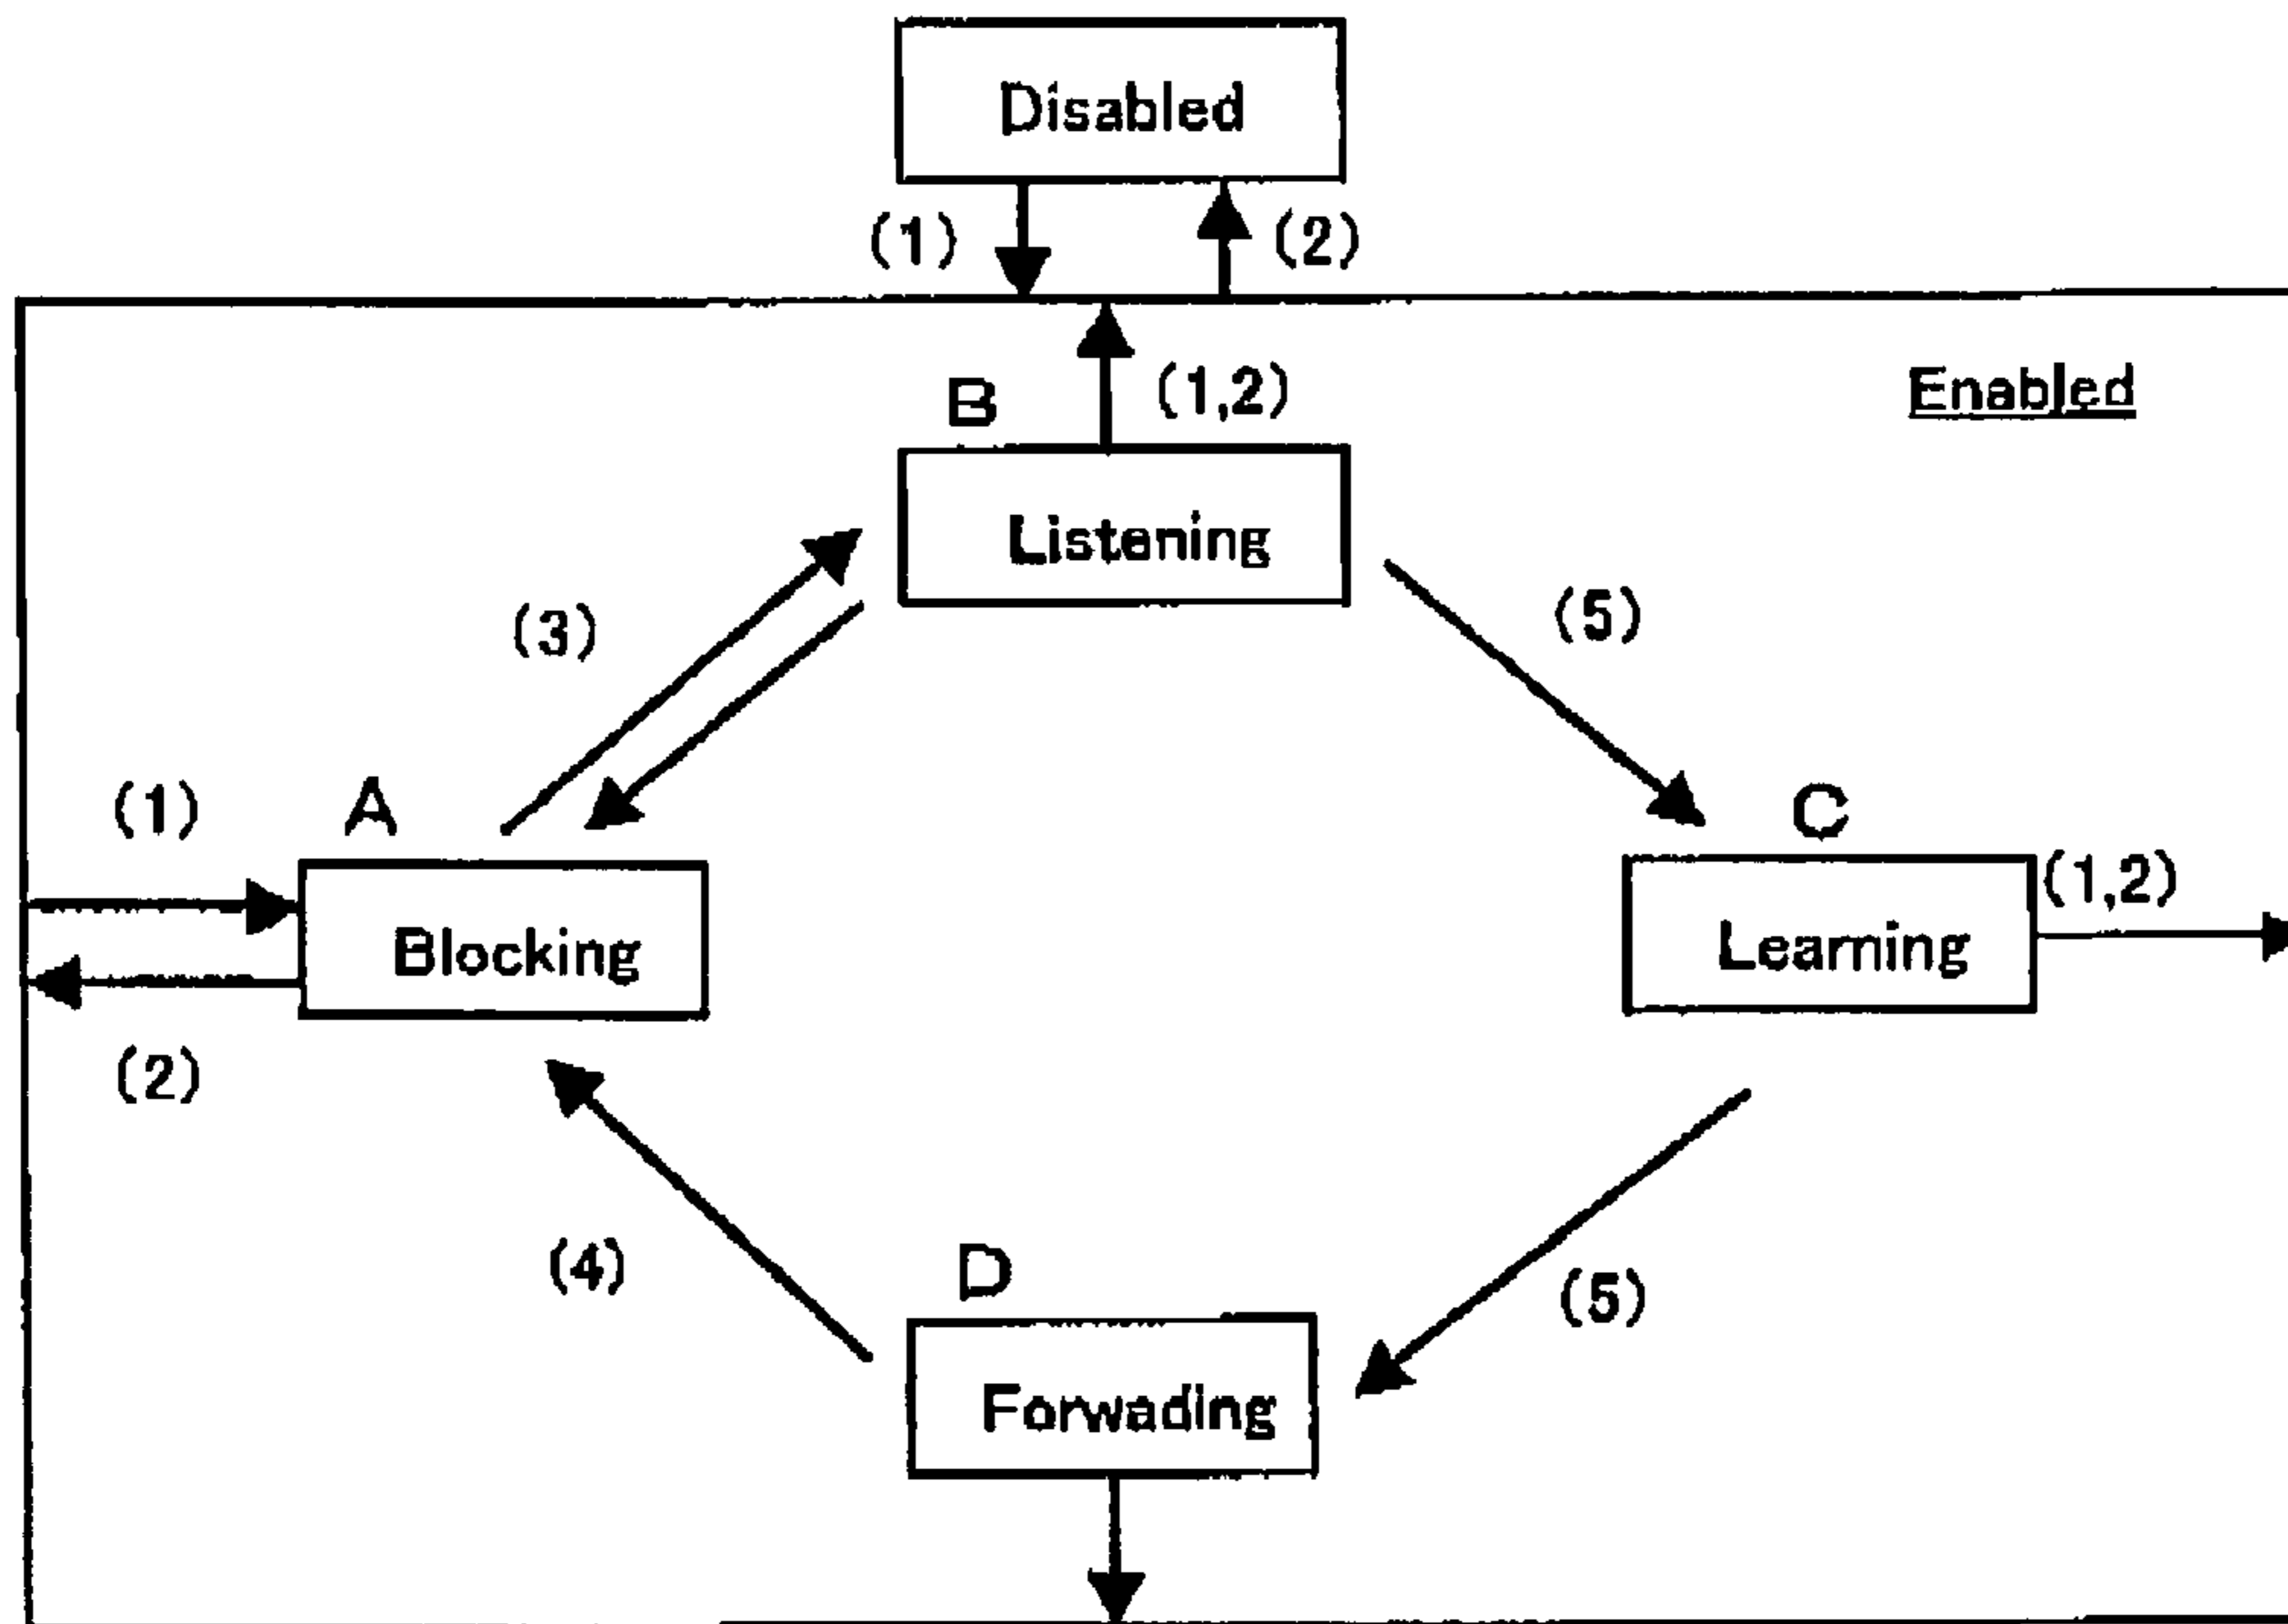 Disabled
(1)
(2)
Enabled
B
(1,2)
Listening
(3)
(5)
(1)
A
C
(1,2)
Blocking
Learning
(2)
(4)
D
(5)
Forwading